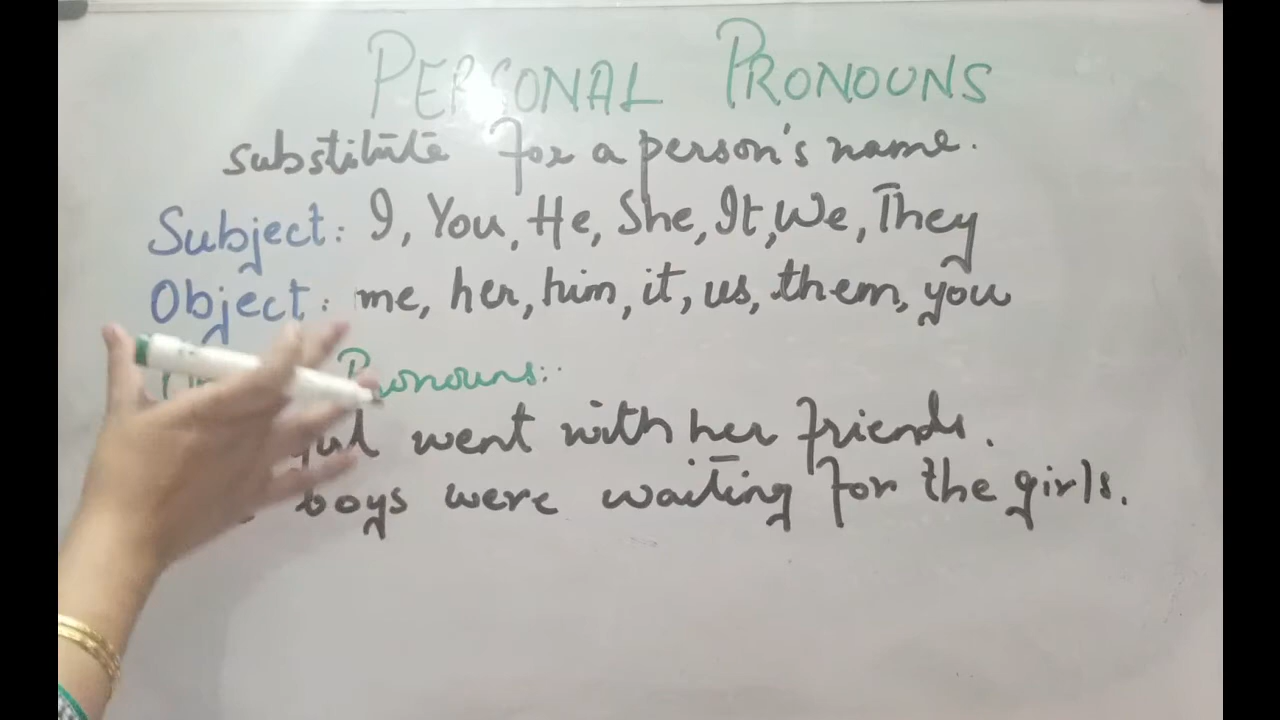 PERSONAL PRONOUNS
substitute for a person's name.
Subject: I, You, He, She, It, We, They
Object: me, her, him, it, us, them, you
Pronouns:
went with her friends.
boys were waiting for the girls.